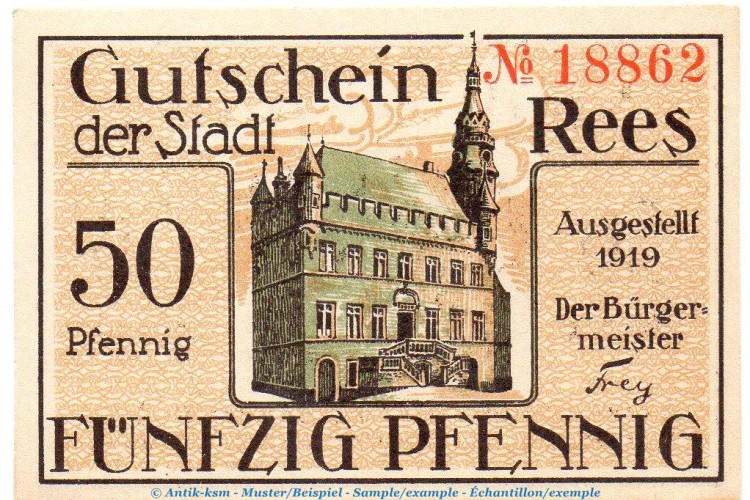 Gutschein
№ 18862
der Stadt
Rees
50
Pfennig
Ausgestellt
1919
Der Bürger-
meister
Frey
FÜNFZIG PFENNIG
© Antik-ksm - Muster/Beispiel - Sample/example - Échantillon/exemple